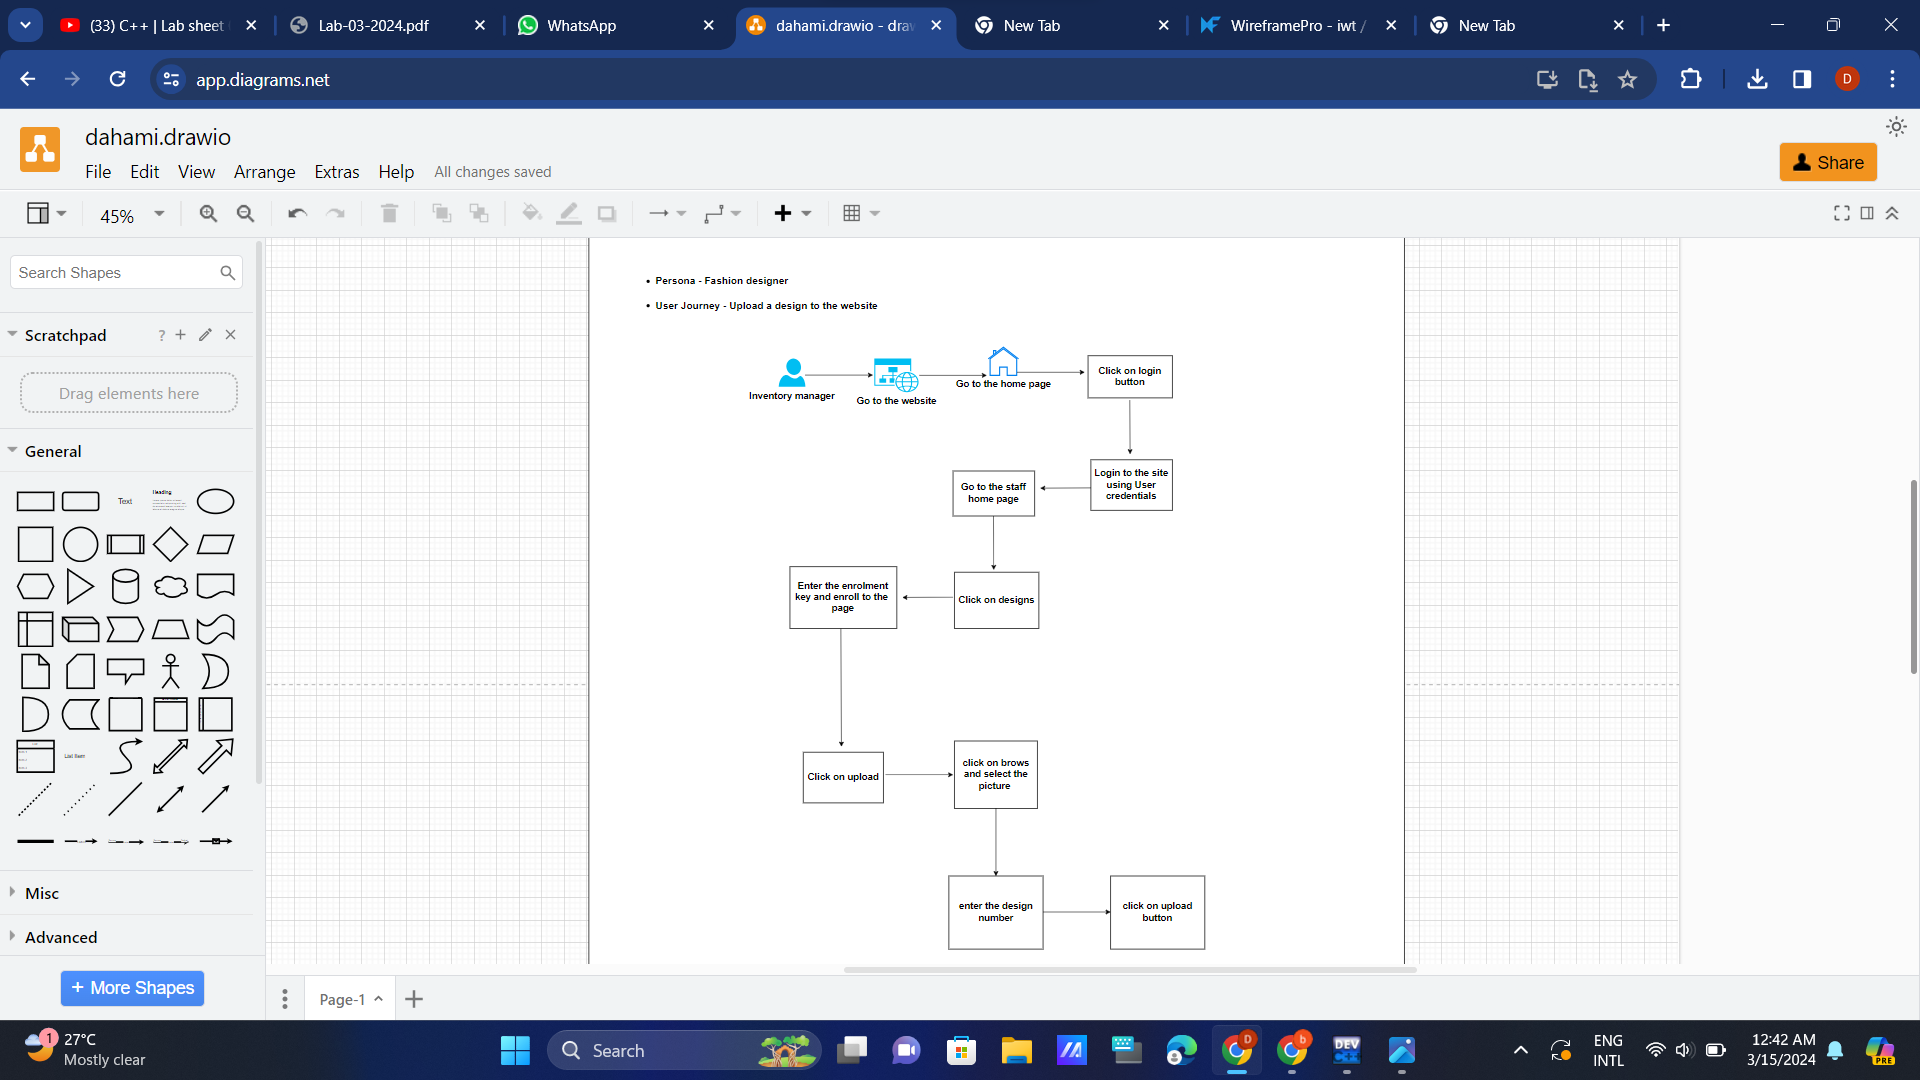 (33) C++ | Lab sheet
Lab-03-2024.pdf
WhatsApp
dahami.drawio - draw
New Tab
WireframePro - iwt /
New Tab
app.diagrams.net
D
dahami.drawio
File Edit View Arrange Extras Help All changes saved
Share
45%
Search Shapes
Scratchpad
?
Drag elements here
General
Text
Heading
List Item
Misc
Advanced
+ More Shapes
• Persona - Fashion designer
• User Journey - Upload a design to the website
Inventory manager
Go to the website
Go to the home page
Click on login
button
Login to the site
using User
credentials
Go to the staff
home page
Click on designs
Enter the enrolment
key and enroll to the
page
Click on upload
click on brows
and select the
picture
enter the design
number
click on upload
button
Page-1
1
27°C
Mostly clear
Search
D
b
DEV
C++
ENG
INTL
12:42 AM
3/15/2024
PRE